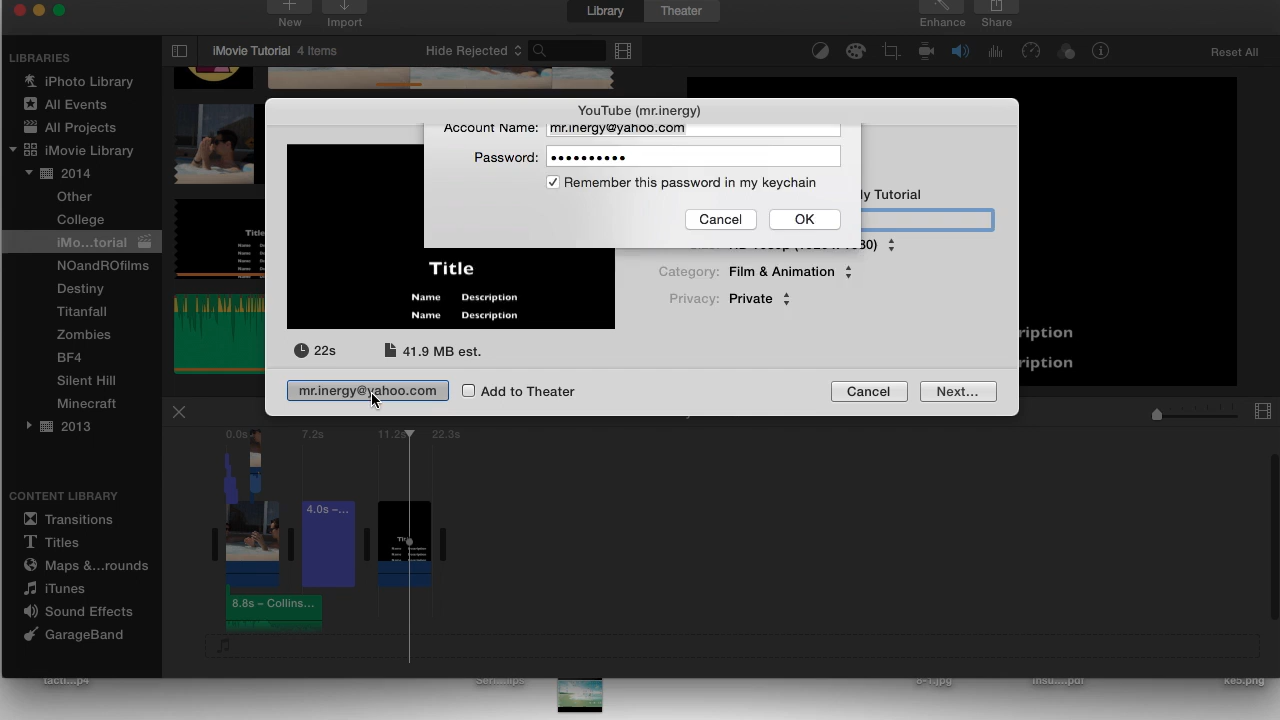 New
Import
Library
Theater
Enhance
Share
LIBRARIES
iMovie Tutorial 4 Items
Hide Rejected
Reset All
iPhoto Library
All Events
All Projects
iMovie Library
2014
Other
College
iMo...torial
NOandROfilms
Destiny
Titanfall
Zombies
BF4
Silent Hill
Minecraft
2013
CONTENT LIBRARY
Transitions
Titles
Maps &...rounds
iTunes
Sound Effects
GarageBand
YouTube (mr.inergy)
Account Name: mr.inergy@yahoo.com
Password: ••••••••••
Remember this password in my keychain
Cancel
OK
Tutorial
Category: Film & Animation
Privacy: Private
Title
Name Description
Name Description
22s
41.9 MB est.
mr.inergy@yahoo.com
Add to Theater
Cancel
Next...
cription
cription
0.0s
7.2s
11.2s
22.3s
4.0s –...
8.8s – Collins...